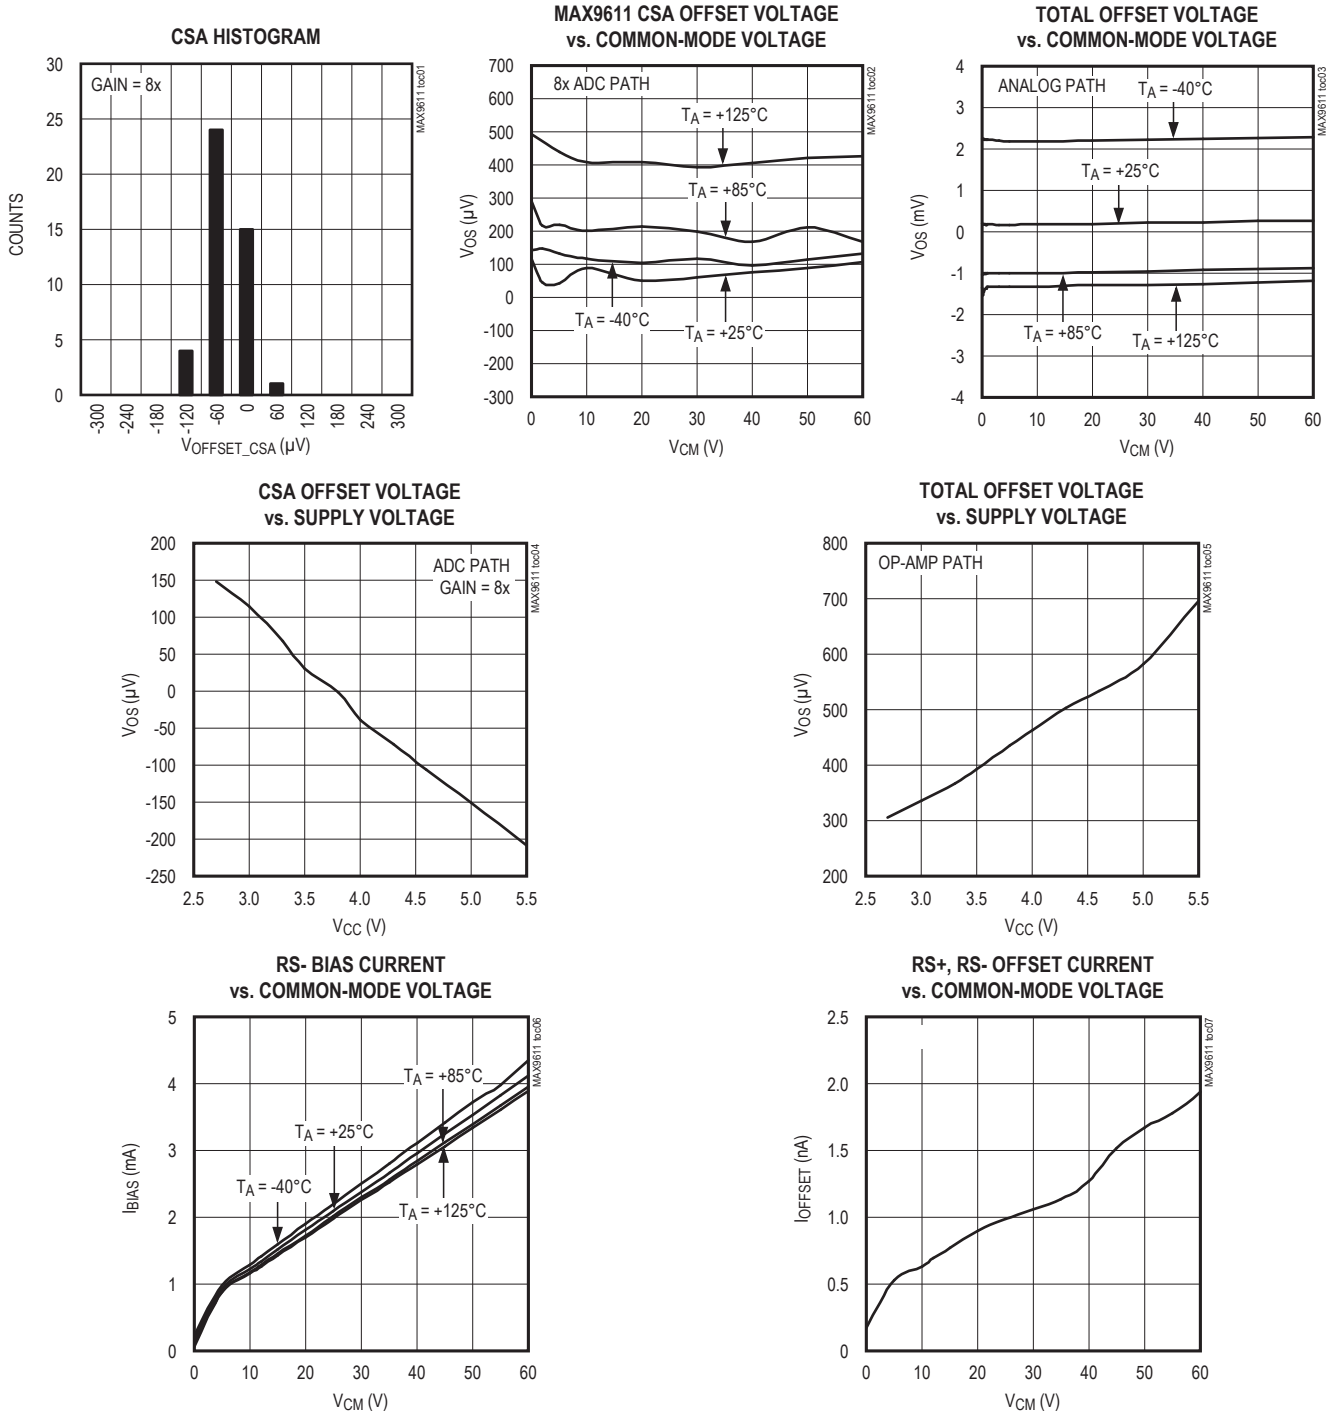 CSA HISTOGRAM
GAIN = 8x
MAX9611 toc01
COUNTS
30
25
20
15
10
5
0
-300 -240 -180 -120 -60 0 60 120 180 240 300
VOFFSET_CSA (µV)
MAX9611 CSA OFFSET VOLTAGE
vs. COMMON-MODE VOLTAGE
8x ADC PATH
MAX9611 toc02
TA = +125°C
TA = +85°C
TA = -40°C
TA = +25°C
VOS (µV)
700
600
500
400
300
200
100
0
-100
-200
-300
0 10 20 30 40 50 60
VCM (V)
TOTAL OFFSET VOLTAGE
vs. COMMON-MODE VOLTAGE
ANALOG PATH
MAX9611 toc03
TA = -40°C
TA = +25°C
TA = +85°C
TA = +125°C
VOS (mV)
4
3
2
1
0
-1
-2
-3
-4
0 10 20 30 40 50 60
VCM (V)
CSA OFFSET VOLTAGE
vs. SUPPLY VOLTAGE
ADC PATH
GAIN = 8x
MAX9611 toc04
VOS (µV)
200
150
100
50
0
-50
-100
-150
-200
-250
2.5 3.0 3.5 4.0 4.5 5.0 5.5
VCC (V)
TOTAL OFFSET VOLTAGE
vs. SUPPLY VOLTAGE
OP-AMP PATH
MAX9611 toc05
VOS (µV)
800
700
600
500
400
300
200
2.5 3.0 3.5 4.0 4.5 5.0 5.5
VCC (V)
RS- BIAS CURRENT
vs. COMMON-MODE VOLTAGE
MAX9611 toc06
TA = +85°C
TA = +25°C
TA = -40°C
TA = +125°C
IBIAS (mA)
5
4
3
2
1
0
0 10 20 30 40 50 60
VCM (V)
RS+, RS- OFFSET CURRENT
vs. COMMON-MODE VOLTAGE
MAX9611 toc07
IOFFSET (nA)
2.5
2.0
1.5
1.0
0.5
0
0 10 20 30 40 50 60
VCM (V)